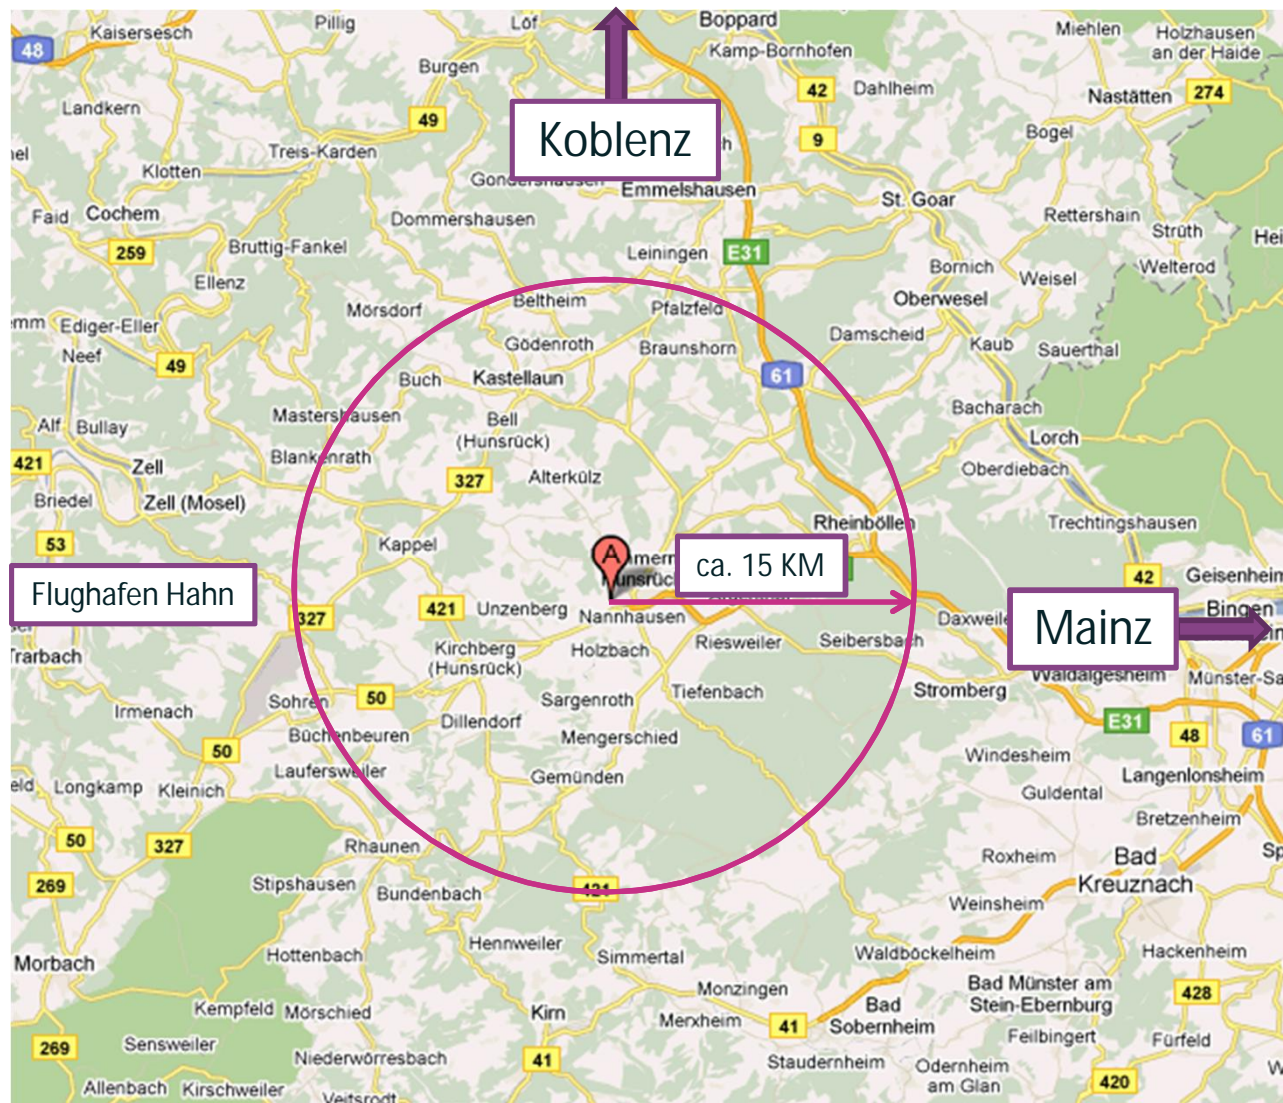 Pillig
Löf
Boppard
Miehlen
Holzhausen
an der Haide
Kaisersesch
48
Kamp-Bornhofen
Burgen
42
Dahlheim
Nastätten
274
Landkern
49
Koblenz
9
Bogel
Treis-Karden
Klotten
Gondershausen
Emmelshausen
St. Goar
Faid
Cochem
Dommershausen
Rettershain
Strüth
259
Bruttig-Fankel
Leiningen
E31
Bornich
Weisel
Welterod
Ellenz
Mörsdorf
Beltheim
Pfalzfeld
Oberwesel
Ediger-Eller
Neef
Gödenroth
Braunshorn
Damscheid
Kaub
Sauerthal
49
Buch
Kastellaun
61
Mastershausen
Bell
(Hunsrück)
Bacharach
Alf
Bullay
Lorch
421
Zell
Blankenrath
327
Alterkülz
Oberdiebach
Briedel
Zell (Mosel)
Rheinböllen
Trechtingshausen
53
Kappel
A
ca. 15 KM
42
Geisenheim
Flughafen Hahn
327
421
Unzenberg
Nannhausen
Bingen
Mainz
Kirchberg
(Hunsrück)
Holzbach
Riesweiler
Seibersbach
Sargenroth
Tiefenbach
Stromberg
Waldalgesheim
Irmenach
Sohren
50
Dillendorf
E31
48
61
50
Büchenbeuren
Mengerschied
Windesheim
Laufersweiler
Gemünden
Langenlonsheim
Longkamp
Kleinich
Guldental
Bretzenheim
50
327
Rhaunen
Roxheim
Bad
Kreuznach
269
Stipshausen
Bundenbach
421
Weinsheim
Hennweiler
Simmertal
Waldböckelheim
Hackenheim
Morbach
Hottenbach
Monzingen
Bad Münster am
Stein-Ebernburg
428
Kempfeld
Mörschied
Kirn
Merxheim
41
Bad
Sobernheim
Feilbingert
Fürfeld
269
Sensweiler
Niederwörresbach
41
Staudernheim
Odernheim
am Glan
420
Allenbach
Kirschweiler
Veitsrodt